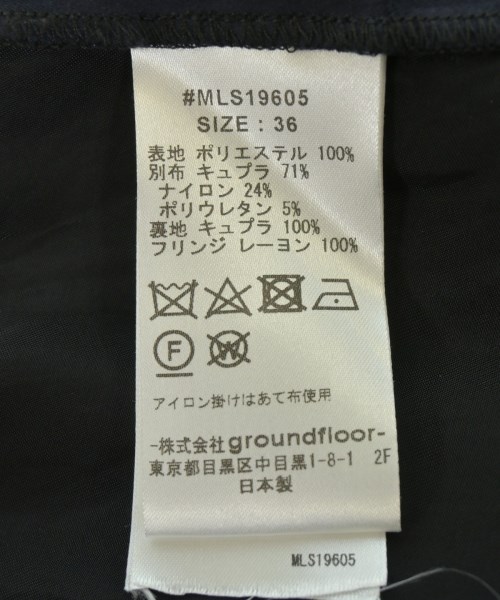 #MLS19605
SIZE : 36
表地 ポリエステル 100%
別布 キュプラ 71%
ナイロン 24%
ポリウレタン 5%
裏地 キュプラ 100%
フリンジ レーヨン 100%
F W
アイロン掛けはあて布使用
-株式会社groundfloor-
東京都目黒区中目黒1-8-1 2F
日本製
MLS19605